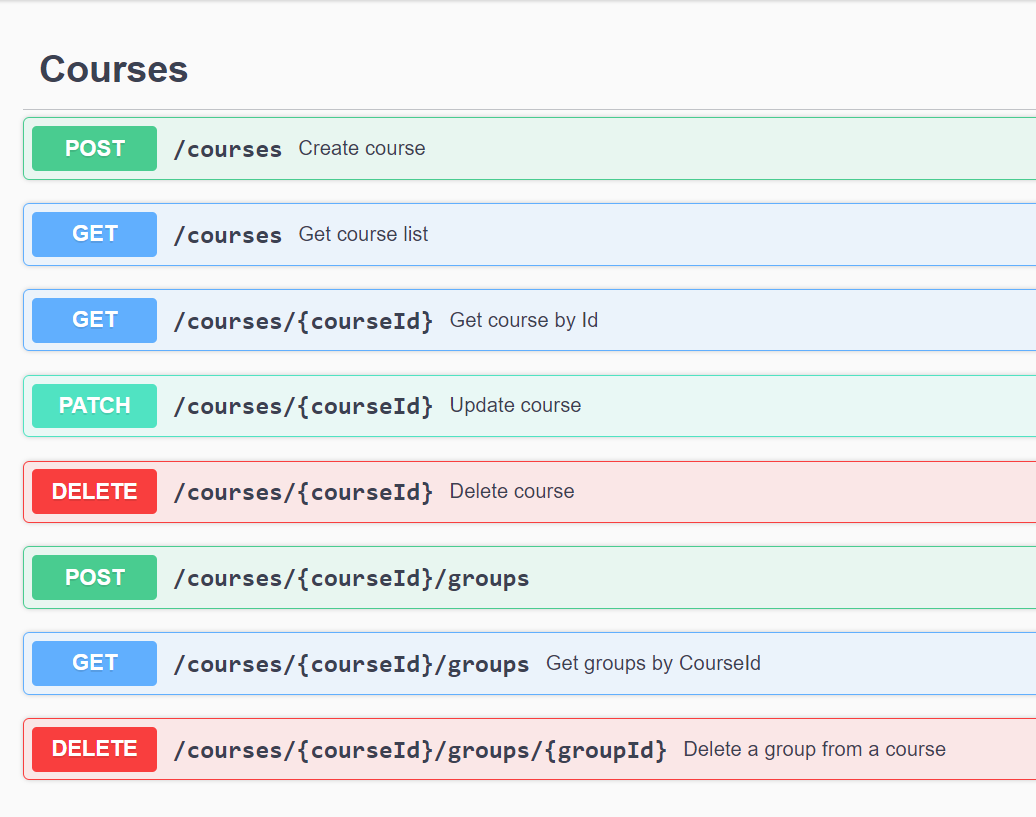 Courses
POST /courses Create course
GET /courses Get course list
GET /courses/{courseId} Get course by Id
PATCH /courses/{courseId} Update course
DELETE /courses/{courseId} Delete course
POST /courses/{courseId}/groups
GET /courses/{courseId}/groups Get groups by CourseId
DELETE /courses/{courseId}/groups/{groupId} Delete a group from a course